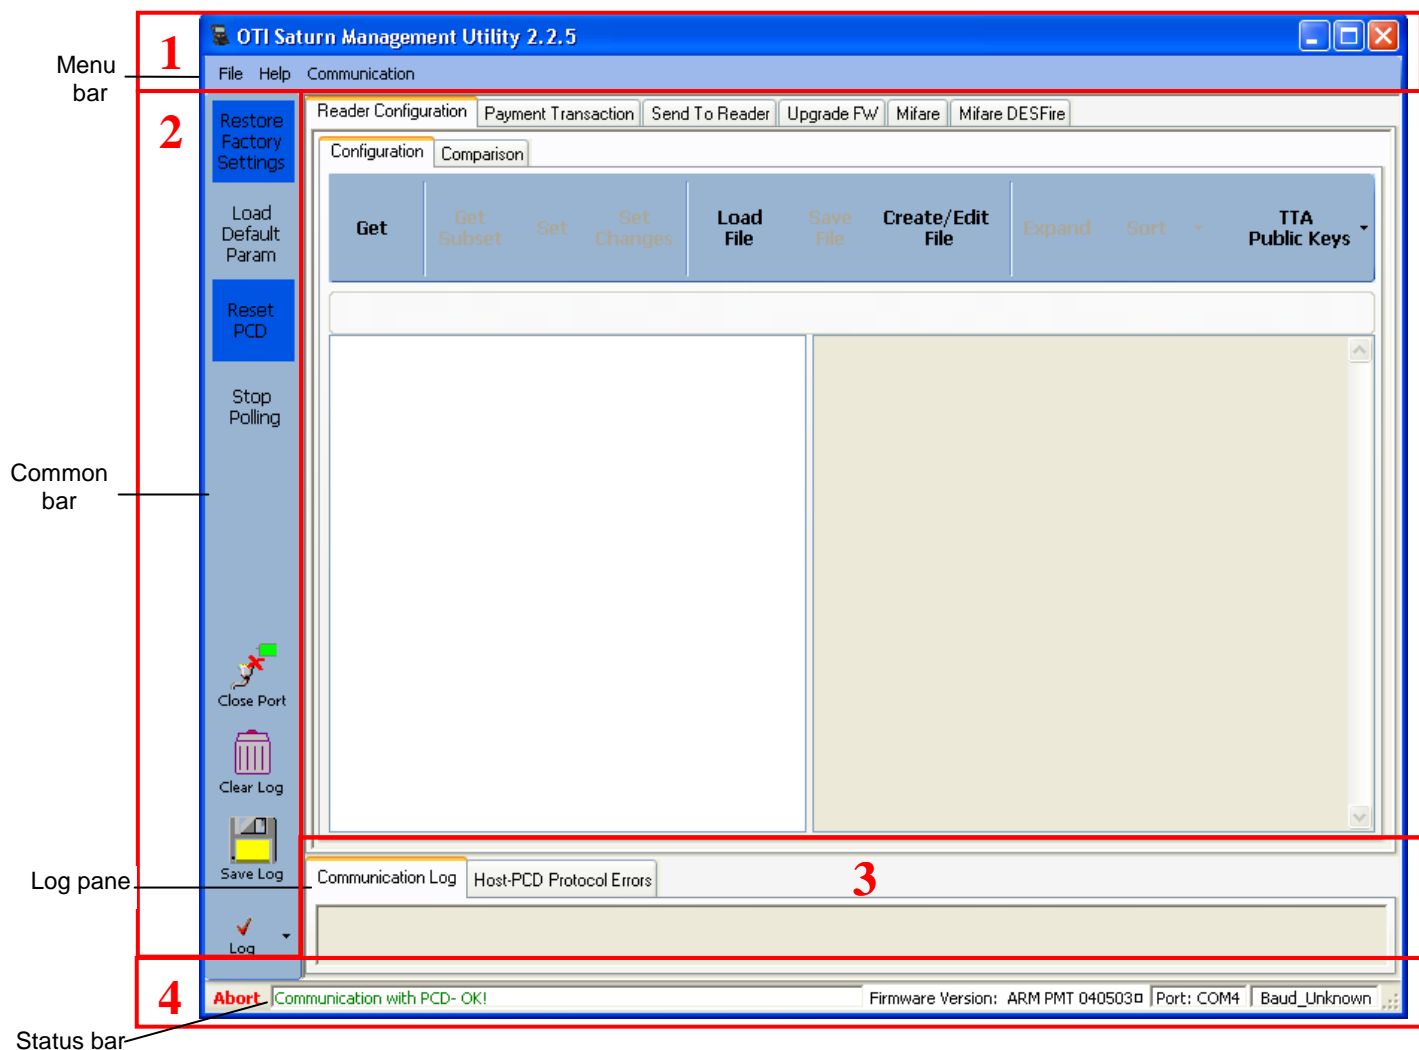 OTI Saturn Management Utility 2.2.5
1
Menu
bar
File Help Communication
2
Restore
Factory
Settings
Load
Default
Param
Reset
PCD
Stop
Polling
Common
bar
Close Port
Clear Log
Save Log
Log
Reader Configuration Payment Transaction Send To Reader Upgrade FW Mifare Mifare DESFire
Configuration Comparison
Get
Get
Subset
Set
Set
Changes
Load
File
Save
File
Create/Edit
File
Expand
Sort
TTA
Public Keys
Log pane
Communication Log Host-PCD Protocol Errors
3
4
Abort Communication with PCD- OK! Firmware Version: ARM PMT 040503¤ Port: COM4 Baud_Unknown
Status bar